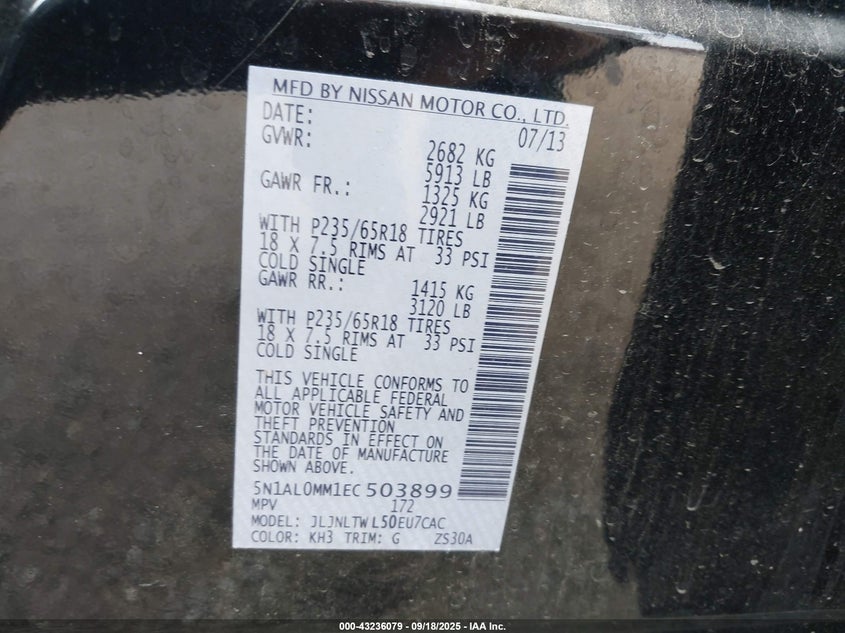 MFD BY NISSAN MOTOR CO., LTD.
DATE: 07/13
GVWR: 2682 KG
5913 LB
GAWR FR.: 1325 KG
2921 LB
WITH P235/65R18 TIRES
18 X 7.5 RIMS AT 33 PSI
COLD SINGLE
GAWR RR.: 1415 KG
3120 LB
WITH P235/65R18 TIRES
18 X 7.5 RIMS AT 33 PSI
COLD SINGLE
THIS VEHICLE CONFORMS TO
ALL APPLICABLE FEDERAL
MOTOR VEHICLE SAFETY AND
THEFT PREVENTION
STANDARDS IN EFFECT ON
THE DATE OF MANUFACTURE
SHOWN ABOVE.
5N1AL0MM1EC503899
MPV 172
MODEL: JLJNLTWL50EU7CAC
COLOR: KH3 TRIM: G ZS30A
000-43236079 - 09/18/2025 - IAA Inc.